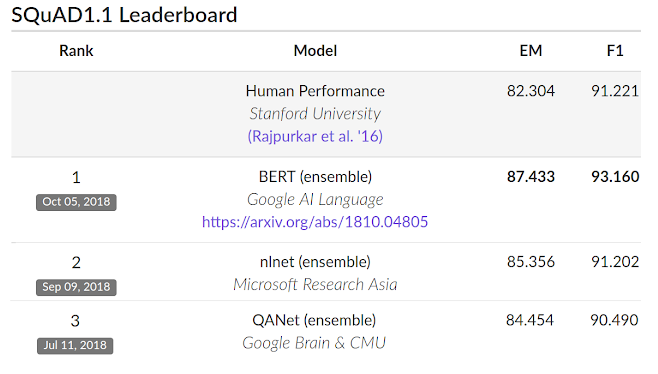 SQuAD1.1 Leaderboard
Rank Model EM F1
Human Performance 82.304 91.221
Stanford University
(Rajpurkar et al. '16)
1 BERT (ensemble) 87.433 93.160
Oct 05, 2018 Google AI Language
https://arxiv.org/abs/1810.04805
2 nlnet (ensemble) 85.356 91.202
Sep 09, 2018 Microsoft Research Asia
3 QANet (ensemble) 84.454 90.490
Jul 11, 2018 Google Brain & CMU